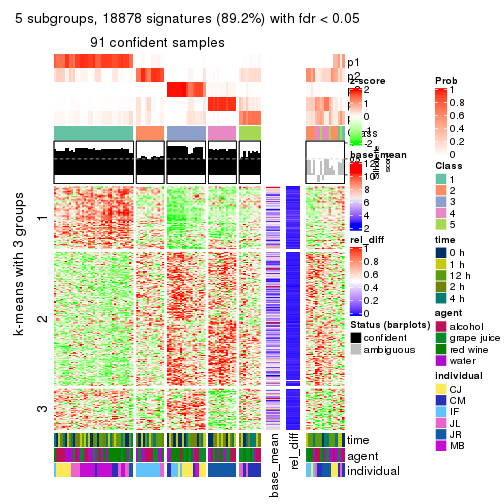 5 subgroups, 18878 signatures (89.2%) with fdr < 0.05
91 confident samples
p1
p2
z-score
2
1
0
-1
-2
base_mean
12
2
rel_diff
1
0.8
0.6
0.4
0.2
0
Status (barplots)
confident
ambiguous
Prob
1
0.8
0.6
0.4
0.2
0
Class
1
2
3
4
5
time
0 h
1 h
12 h
2 h
4 h
agent
alcohol
grape juice
red wine
water
individual
CJ
CM
IF
JL
JR
MB
k-means with 3 groups
1
2
3
time
agent
individual
base_mean
rel_diff